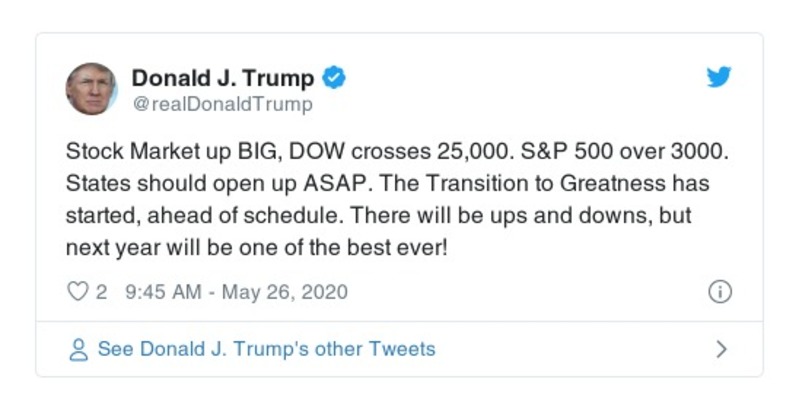 Donald J. Trump
@realDonaldTrump
Stock Market up BIG, DOW crosses 25,000. S&P 500 over 3000.
States should open up ASAP. The Transition to Greatness has
started, ahead of schedule. There will be ups and downs, but
next year will be one of the best ever!
2 9:45 AM - May 26, 2020
See Donald J. Trump's other Tweets